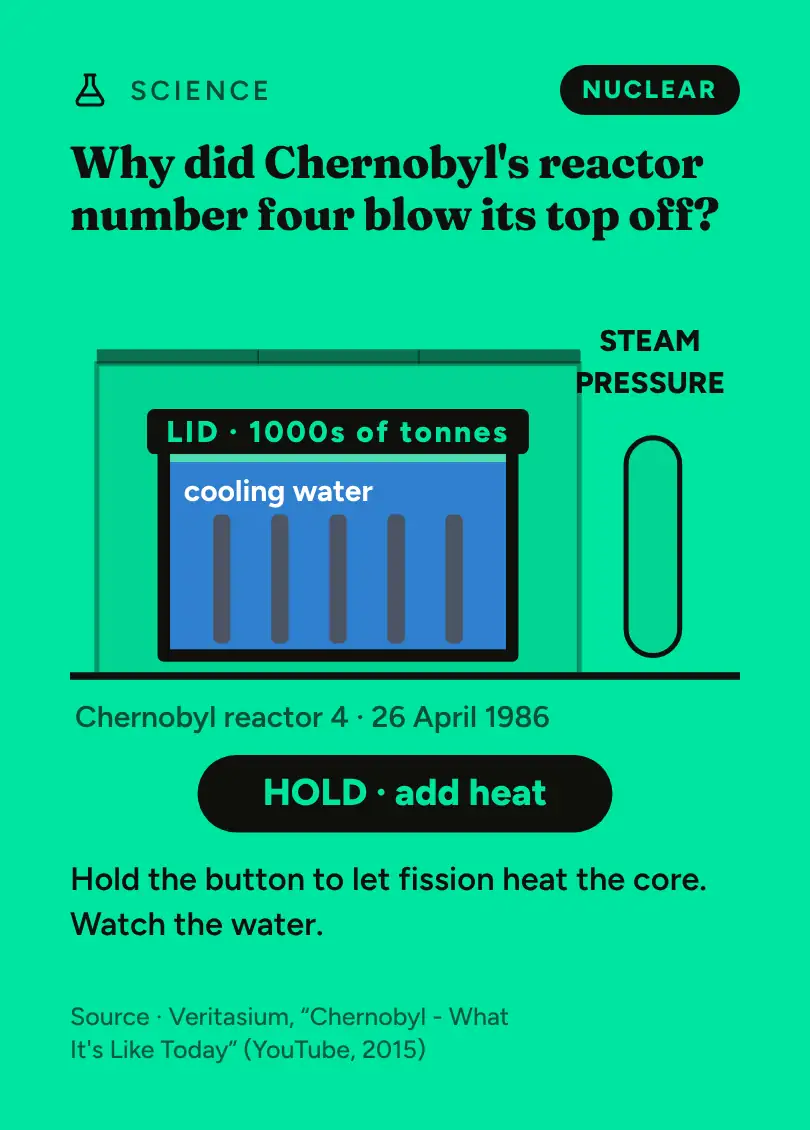 SCIENCE
NUCLEAR
Why did Chernobyl's reactor
number four blow its top off?
STEAM
PRESSURE
LID · 1000s of tonnes
cooling water
Chernobyl reactor 4 · 26 April 1986
HOLD · add heat
Hold the button to let fission heat the core.
Watch the water.
Source · Veritasium, “Chernobyl - What
It's Like Today” (YouTube, 2015)